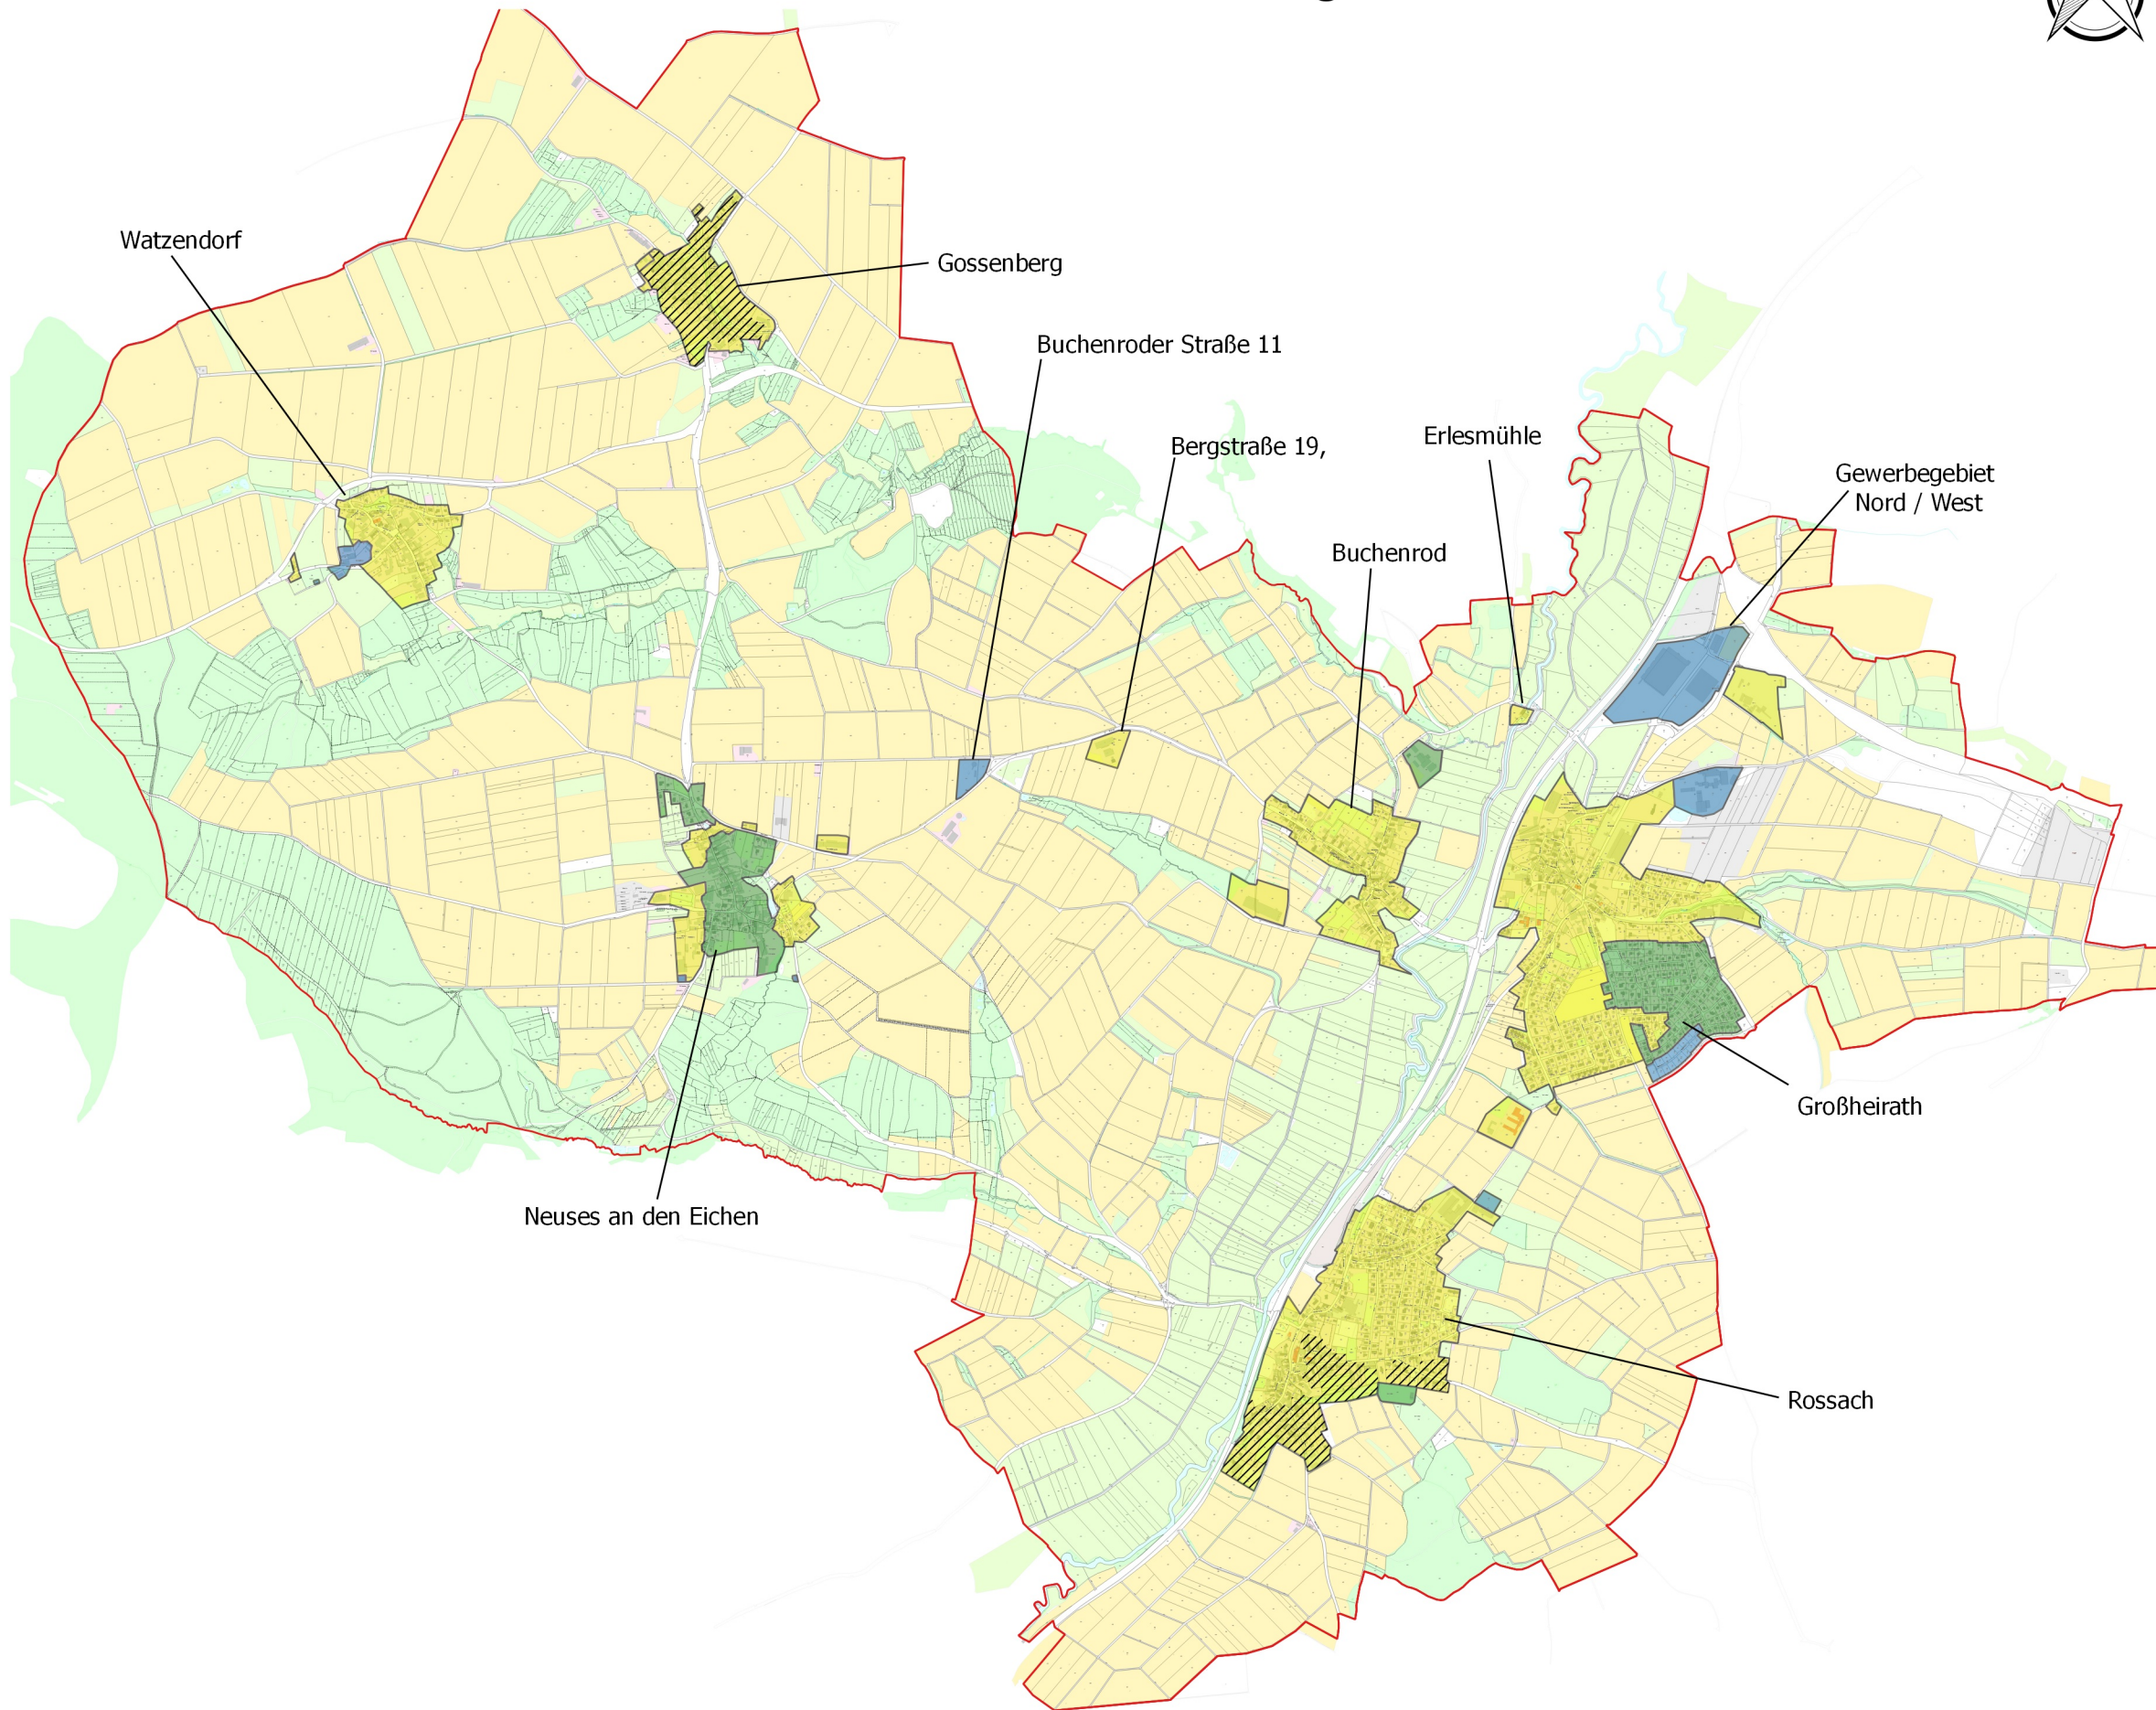 Watzendorf
Gossenberg
Buchenroder Straße 11
Bergstraße 19,
Erlesmühle
Gewerbegebiet
Nord / West
Buchenrod
Großheirath
Neuses an den Eichen
Rossach